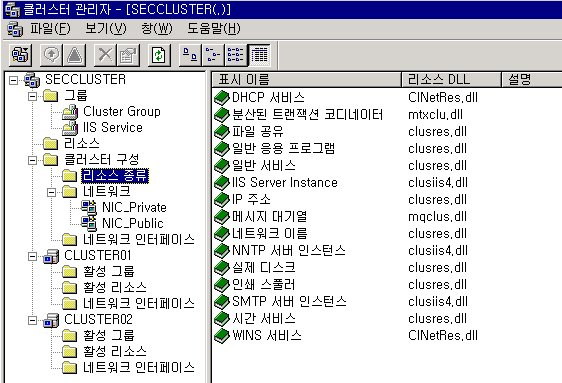 클러스터 관리자 - [SECCLUSTER(.)]
파일(F) 보기(V) 창(W) 도움말(H)
SECCLUSTER
그룹
Cluster Group
IIS Service
리소스
클러스터 구성
리소스 종류
네트워크
NIC_Private
NIC_Public
네트워크 인터페이스
CLUSTER01
활성 그룹
활성 리소스
네트워크 인터페이스
CLUSTER02
활성 그룹
활성 리소스
네트워크 인터페이스
표시 이름 리소스 DLL 설명
DHCP 서비스 ClNetRes.dll
분산된 트랜잭션 코디네이터 mtxclu.dll
파일 공유 clusres.dll
일반 응용 프로그램 clusres.dll
일반 서비스 clusres.dll
IIS Server Instance clusiis4.dll
IP 주소 clusres.dll
메시지 대기열 mqclus.dll
네트워크 이름 clusres.dll
NNTP 서버 인스턴스 clusiis4.dll
실제 디스크 clusres.dll
인쇄 스풀러 clusres.dll
SMTP 서버 인스턴스 clusiis4.dll
시간 서비스 clusres.dll
WINS 서비스 ClNetRes.dll